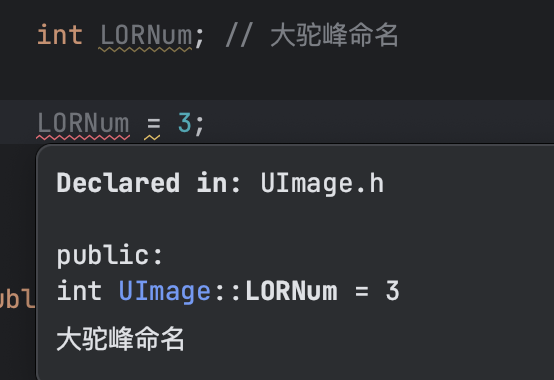 int LORNum; // 大驼峰命名
LORNum = 3;
Declared in: UImage.h
public:
int UImage::LORNum = 3
大驼峰命名
ubl